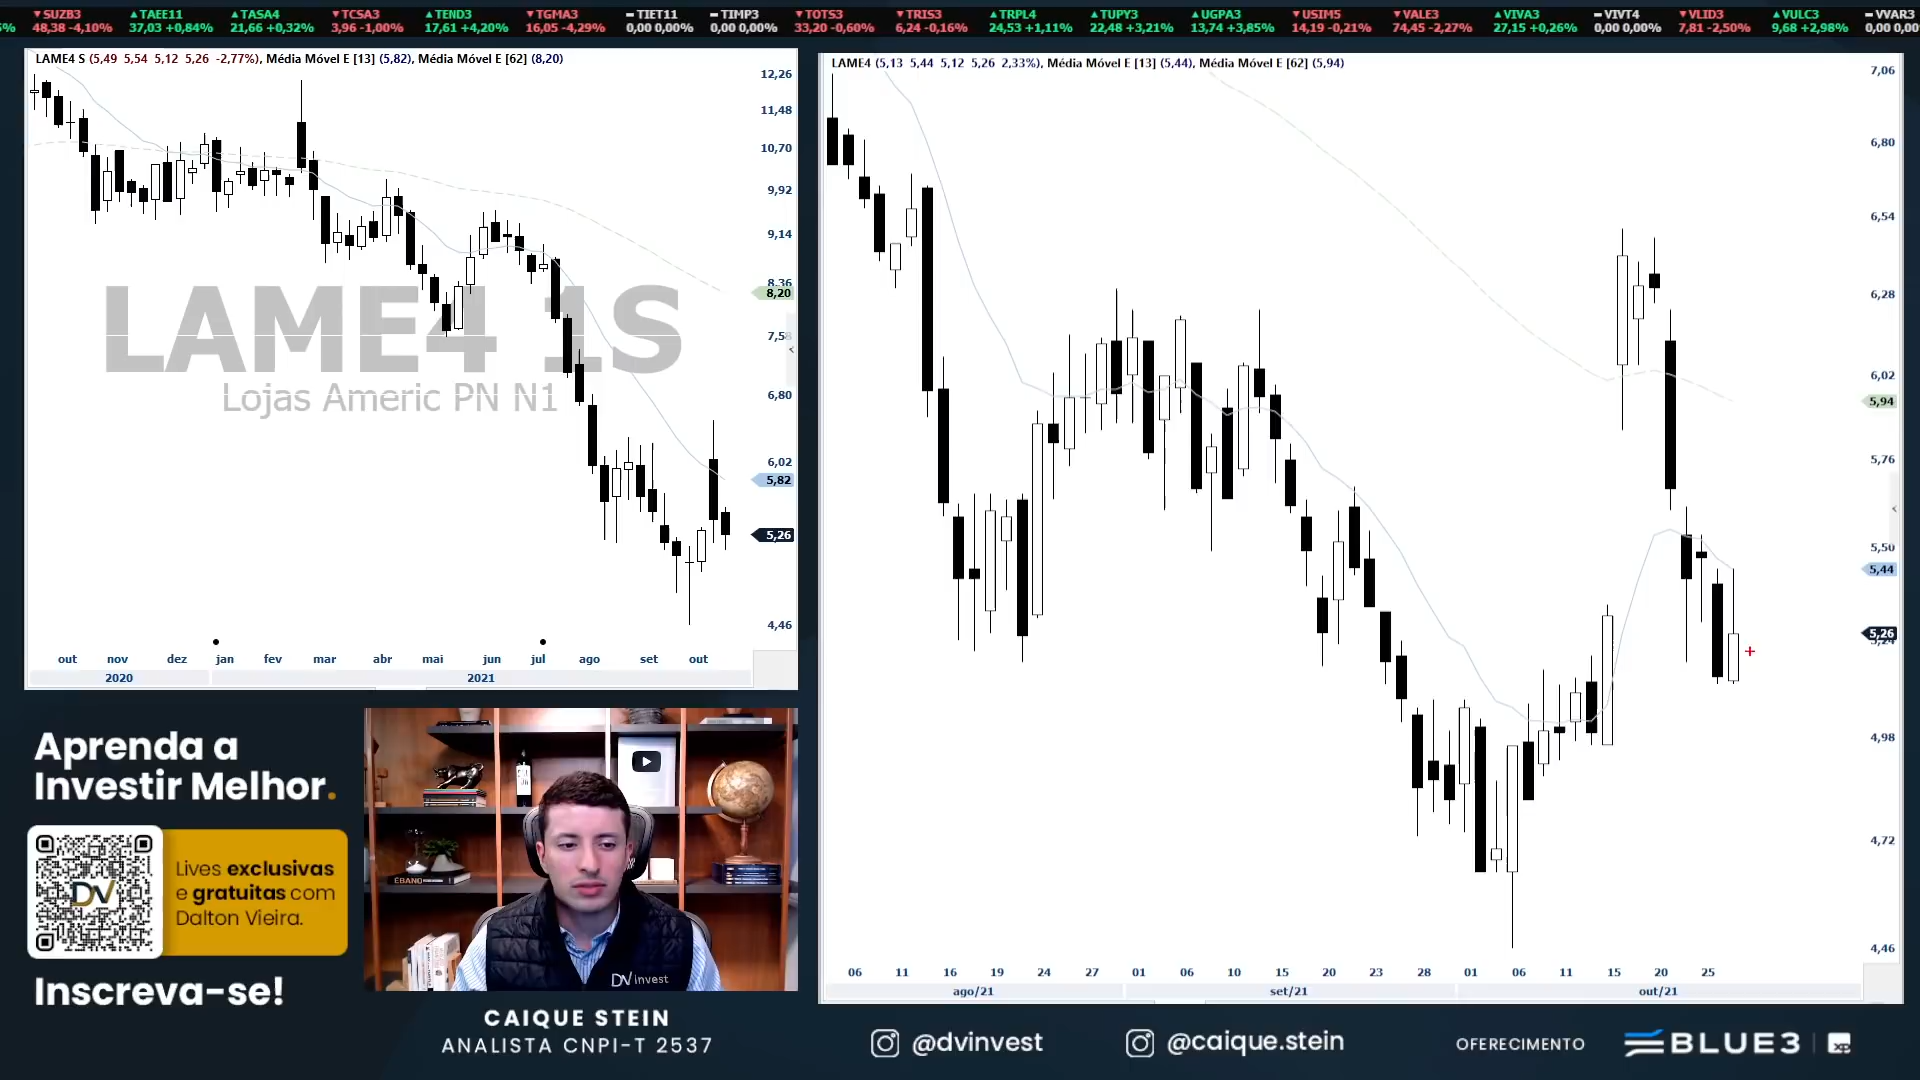 ▼SUZB3 ▲TAEE11 ▲TASA4 ▼TCSA3 ▲TEND3 ▼TGMA3 ━TIET11 ━TIMP3 ▼TOTS3 ▼TRIS3 ▲TRPL4 ▲TUPY3 ▲UGPA3 ▼USIM5 ▼VALE3 ▲VIVA3 ━VIVT4 ▼VLID3 ▲VULC3 ━VVAR3
5% 48,38 -4,10% 37,03 +0,84% 21,66 +0,32% 3,96 -1,00% 17,61 +4,20% 16,05 -4,29% 0,00 0,00% 0,00 0,00% 33,20 -0,60% 6,24 -0,16% 24,53 +1,11% 22,48 +3,21% 13,74 +3,85% 14,19 -0,21% 74,45 -2,27% 27,15 +0,26% 0,00 0,00% 7,81 -2,50% 9,68 +2,98% 0,00 0,00
LAME4 S (5,49 5,54 5,12 5,26 -2,77%), Média Móvel E [13] (5,82), Média Móvel E [62] (8,20)
12,26
11,48
10,70
9,92
9,14
8,36
8,20
7,58
6,80
6,02
5,82
5,26
4,46
LAME4 1S
Lojas Americ PN N1
out nov dez jan fev mar abr mai jun jul ago set out
2020 2021
LAME4 (5,13 5,44 5,12 5,26 2,33%), Média Móvel E [13] (5,44), Média Móvel E [62] (5,94)
7,06
6,80
6,54
6,28
6,02
5,94
5,76
5,50
5,44
5,26
4,98
4,72
4,46
06 11 16 19 24 27 01 06 10 15 20 23 28 01 06 11 15 20 25
ago/21 set/21 out/21
Aprenda a
Investir Melhor.
DV
Lives exclusivas
e gratuitas com
Dalton Vieira.
Inscreva-se!
ÉBANO
DV invest
CAIQUE STEIN
ANALISTA CNPI-T 2537
@dvinvest
@caique.stein
OFERECIMENTO
BLUE3
xp